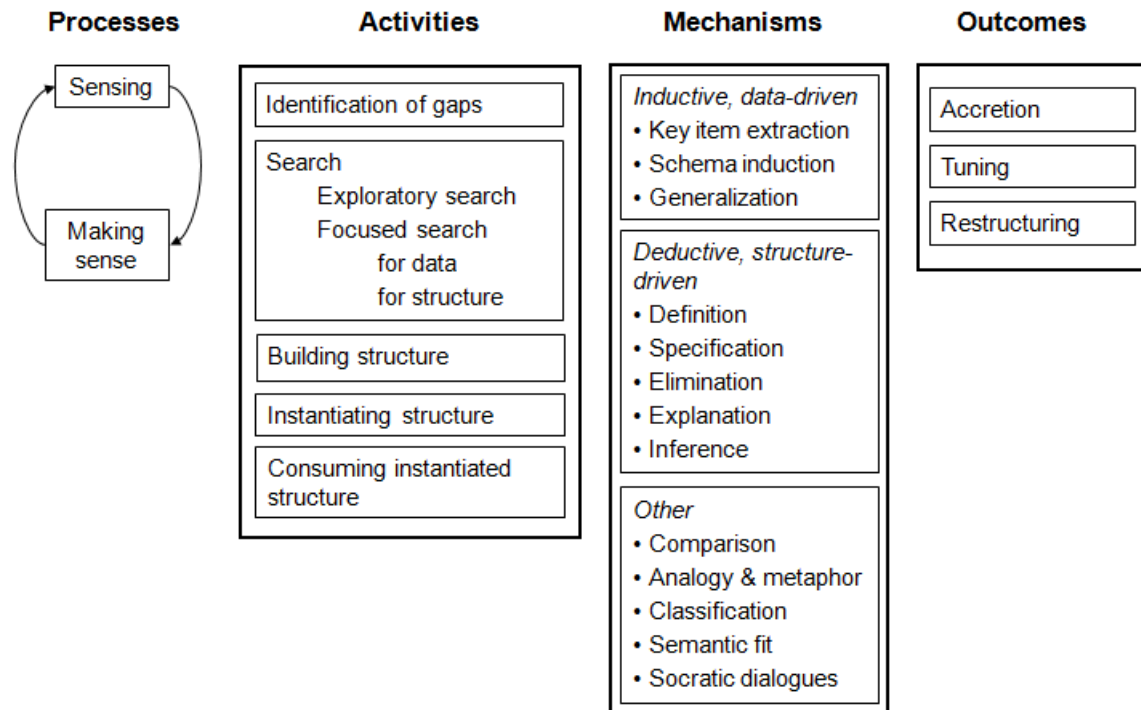 Processes
Activities
Mechanisms
Outcomes
Sensing
Making
sense
Identification of gaps
Search
Exploratory search
Focused search
for data
for structure
Building structure
Instantiating structure
Consuming instantiated
structure
Inductive, data-driven
• Key item extraction
• Schema induction
• Generalization
Deductive, structure-
driven
• Definition
• Specification
• Elimination
• Explanation
• Inference
Other
• Comparison
• Analogy & metaphor
• Classification
• Semantic fit
• Socratic dialogues
Accretion
Tuning
Restructuring